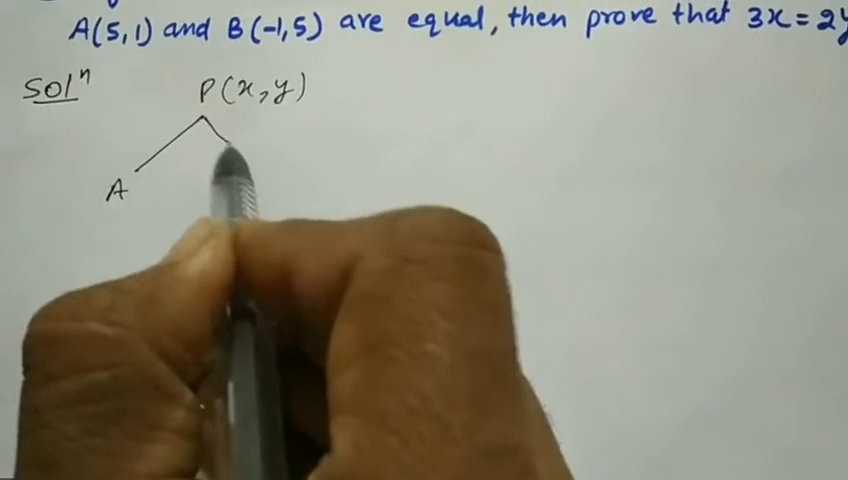 A(5,1) and B(-1,5) are equal, then prove that 3x=2y
Solⁿ
P(x,y)
A